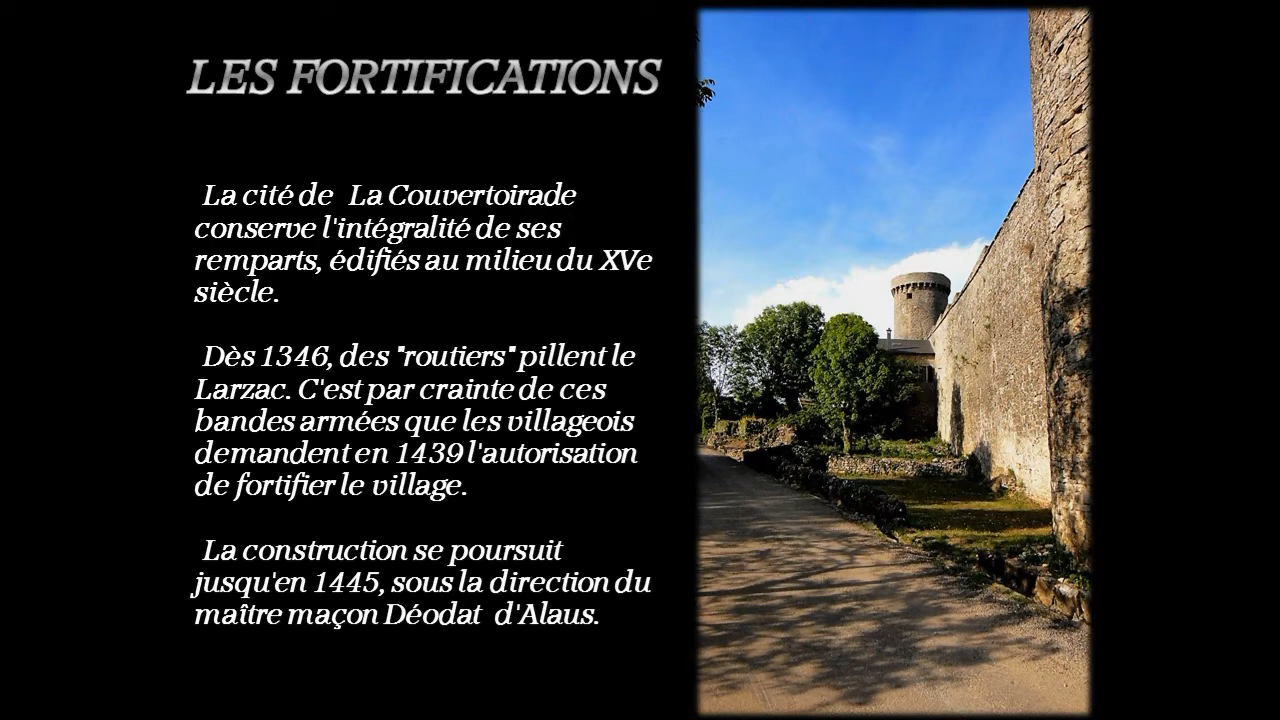 LES FORTIFICATIONS
La cité de La Couvertoirade
conserve l'intégralité de ses
remparts, édifiés au milieu du XVe
siècle.
Dès 1346, des "routiers" pillent le
Larzac. C'est par crainte de ces
bandes armées que les villageois
demandent en 1439 l'autorisation
de fortifier le village.
La construction se poursuit
jusqu'en 1445, sous la direction du
maître maçon Déodat d'Alaus.